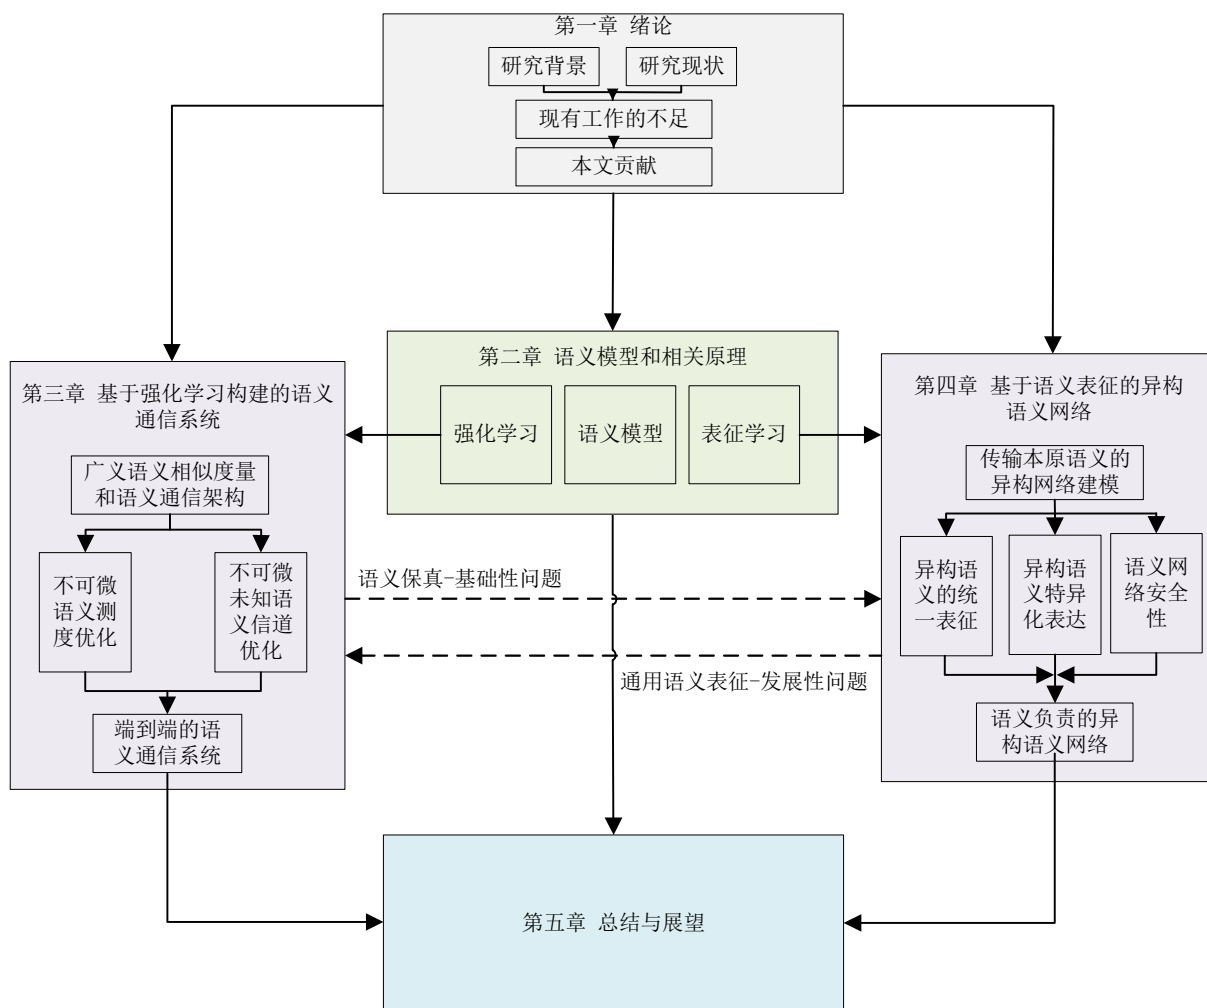 第一章 绪论
研究背景
研究现状
现有工作的不足
本文贡献
第二章 语义模型和相关原理
强化学习
语义模型
表征学习
第三章 基于强化学习构建的语义
通信系统
广义语义相似度量
和语义通信架构
不可微
语义测
度优化
不可微
未知语
义信道
优化
端到端的语
义通信系统
语义保真-基础性问题
通用语义表征-发展性问题
第四章 基于语义表征的异构
语义网络
传输本原语义的
异构网络建模
异构语
义的统
一表征
异构语
义特异
化表达
语义网
络安全
性
语义负责的异
构语义网络
第五章 总结与展望